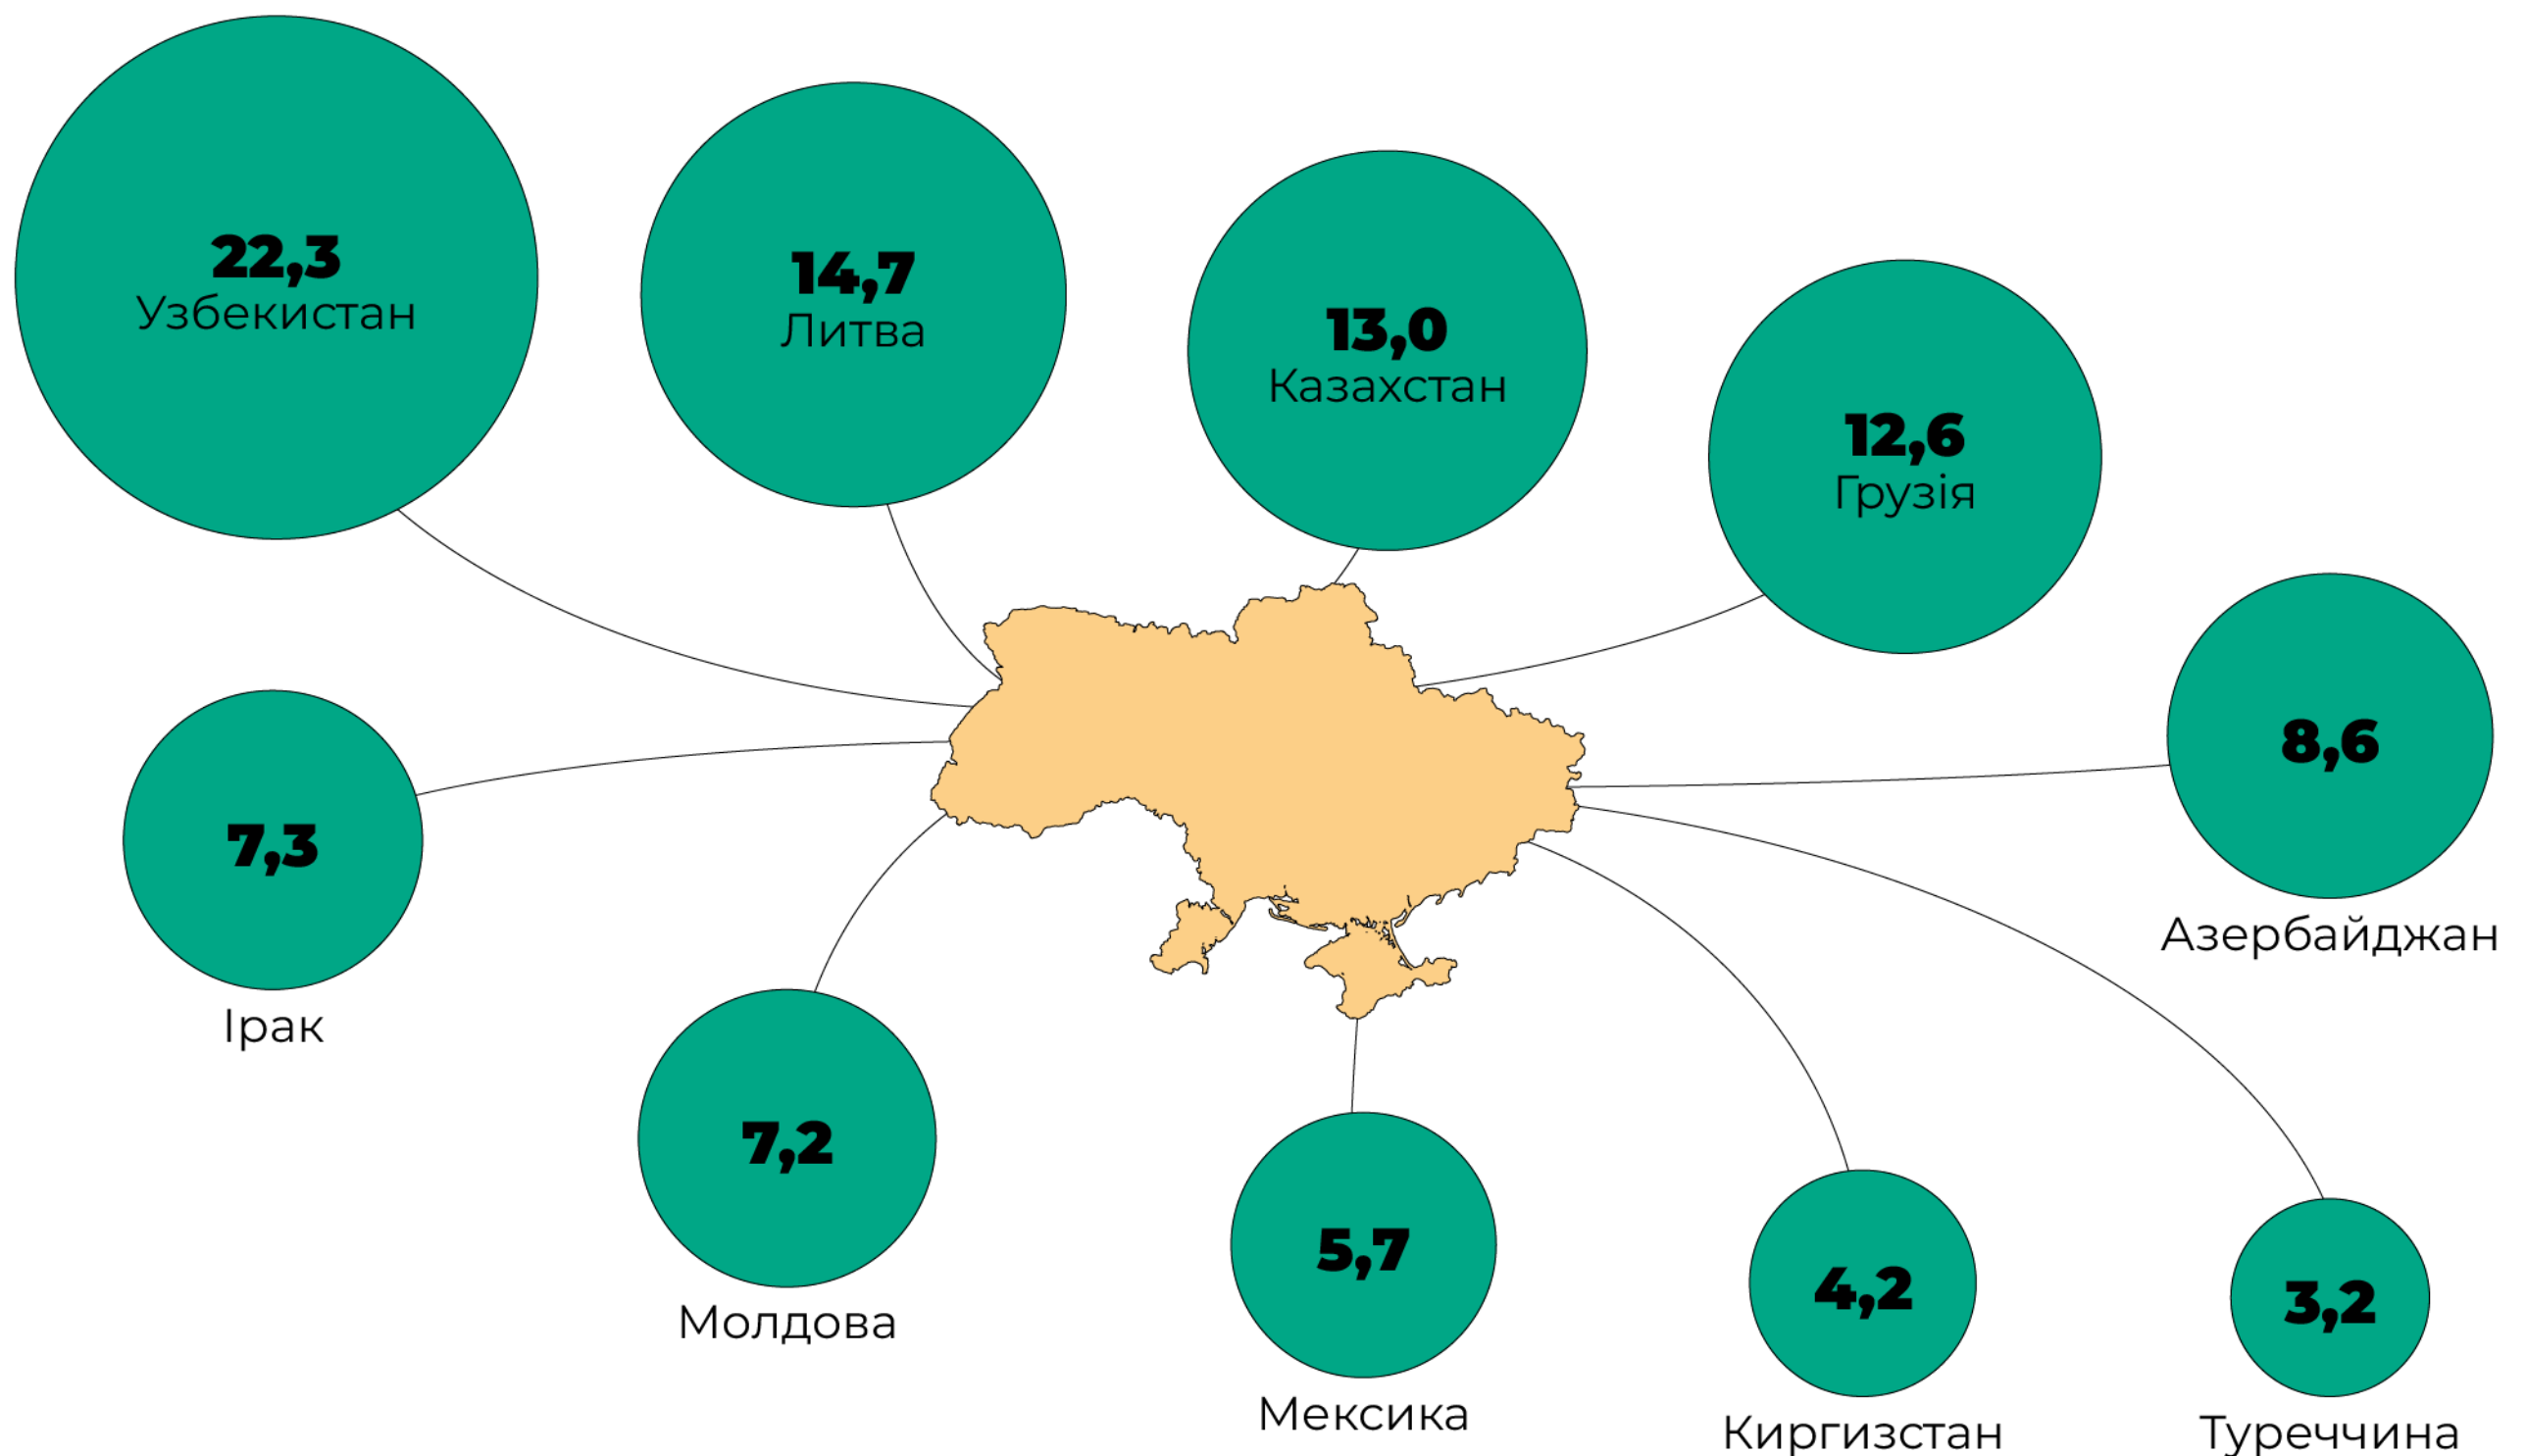 22,3
Узбекистан
14,7
Литва
13,0
Казахстан
12,6
Грузія
8,6
Азербайджан
7,3
Ірак
7,2
Молдова
5,7
Мексика
4,2
Киргизстан
3,2
Туреччина